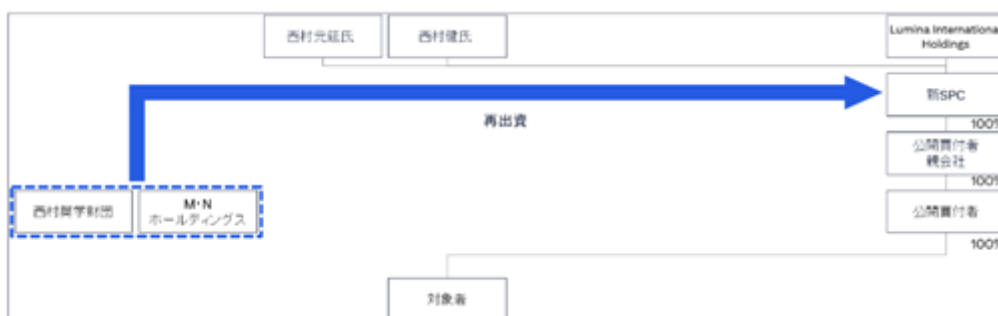 西村元延氏
西村健氏
Lumina International
Holdings
新SPC
再出資
100%
公開買付者
親会社
100%
西村奨学財団
M・N
ホールディングス
公開買付者
100%
対象者